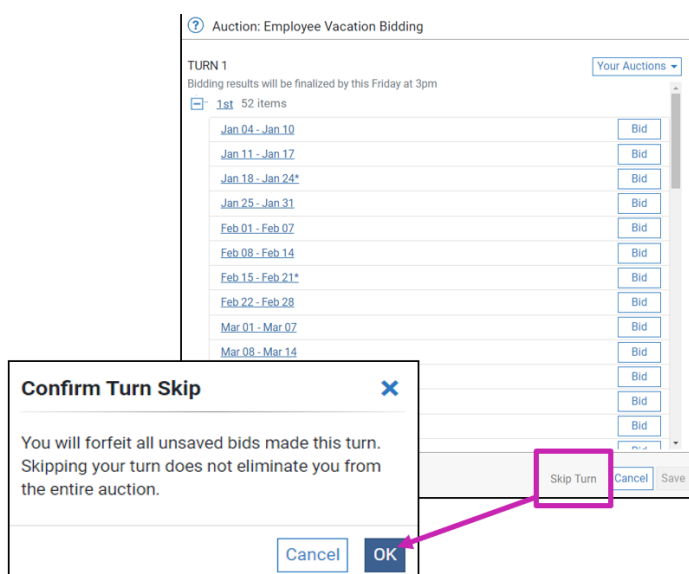 Auction: Employee Vacation Bidding
TURN 1
Your Auctions
Bidding results will be finalized by this Friday at 3pm
1st 52 items
Jan 04 - Jan 10 Bid
Jan 11 - Jan 17 Bid
Jan 18 - Jan 24* Bid
Jan 25 - Jan 31 Bid
Feb 01 - Feb 07 Bid
Feb 08 - Feb 14 Bid
Feb 15 - Feb 21* Bid
Feb 22 - Feb 28 Bid
Mar 01 - Mar 07 Bid
Mar 08 - Mar 14 Bid
Bid
Bid
Bid
Skip Turn Cancel Save
Confirm Turn Skip
You will forfeit all unsaved bids made this turn.
Skipping your turn does not eliminate you from
the entire auction.
Cancel OK